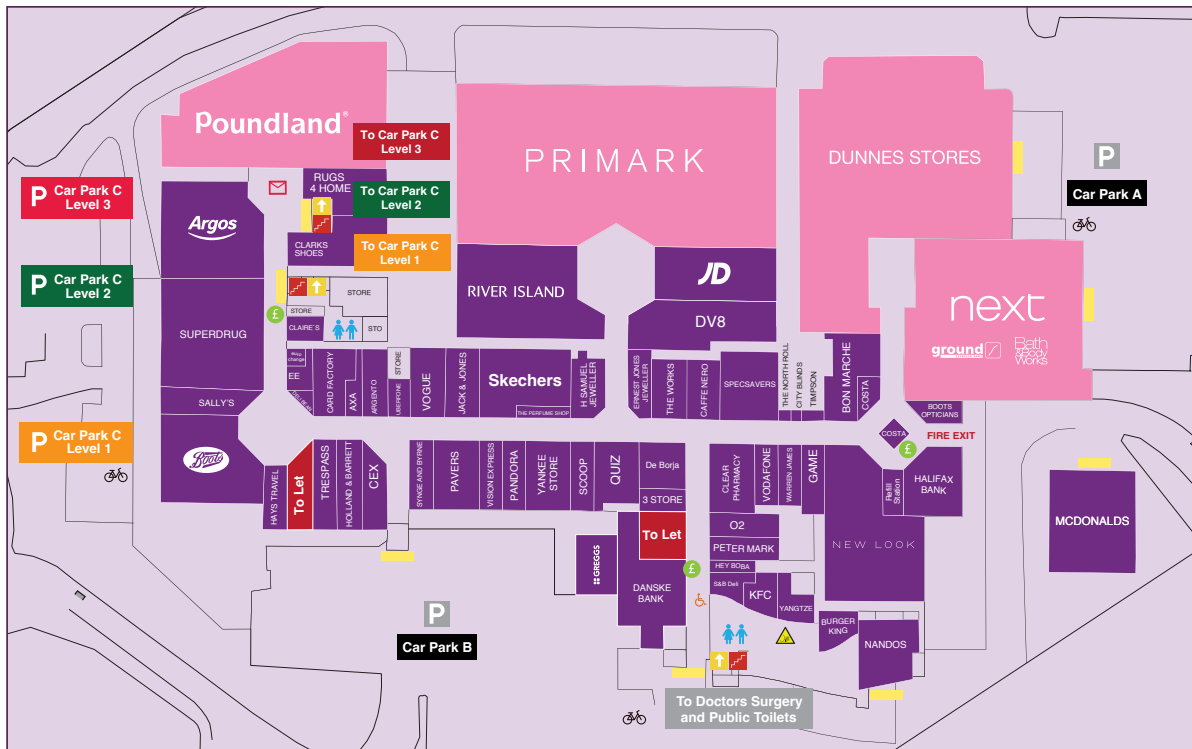 Poundland®
To Car Park C
Level 3
PRIMARK
DUNNES STORES
P
Car Park A
RUGS
4 HOME
P Car Park C
Level 3
To Car Park C
Level 2
Argos
CLARKS
SHOES
To Car Park C
Level 1
P Car Park C
Level 2
RIVER ISLAND
JD
DV8
next
ground
Bath
&Body
Works
STORE
STORE
£
SUPERDRUG
CLAIRE'S
STO
EE
CARD FACTORY
AXA
ARGENTO
STORE
UBERFONE
VOGUE
JACK & JONES
Skechers
THE PERFUME SHOP
H SAMUEL
JEWELLER
ERNEST JONES
JEWELLER
THE WORKS
CAFFE NERO
SPECSAVERS
THE NORTH ROLL
CITY BLINDS
TIMPSON
BON MARCHE
COSTA
SALLY'S
BOOTS
OPTICIANS
P Car Park C
Level 1
COSTA
FIRE EXIT
£
Boots
HAYS TRAVEL
To Let
TRESPASS
HOLLAND & BARRETT
CEX
SYNGE AND BYRNE
PAVERS
VISION EXPRESS
PANDORA
YANKEE
STORE
SCOOP
QUIZ
De Borja
3 STORE
CLEAR
PHARMACY
VODAFONE
WARREN JAMES
GAME
Refill
Station
HALIFAX
BANK
MCDONALDS
To Let
O2
PETER MARK
NEW LOOK
GREGGS
DANSKE
BANK
£
HEY BOBA
S&B Deli
KFC
YANGTZE
BURGER
KING
NANDOS
P
Car Park B
To Doctors Surgery
and Public Toilets